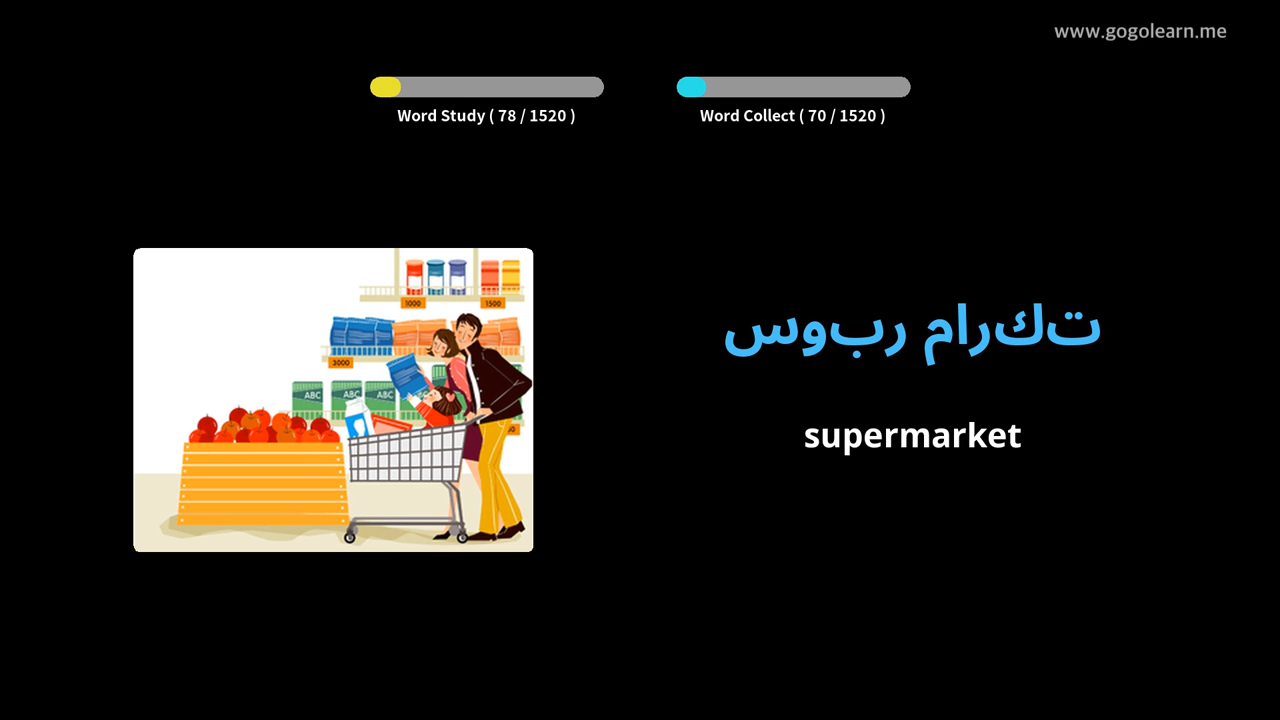 www.gogolearn.me
Word Study ( 78 / 1520 )
Word Collect ( 70 / 1520 )
1000
1500
3000
ABC
ABC
ABC
تكرام ربوس
supermarket